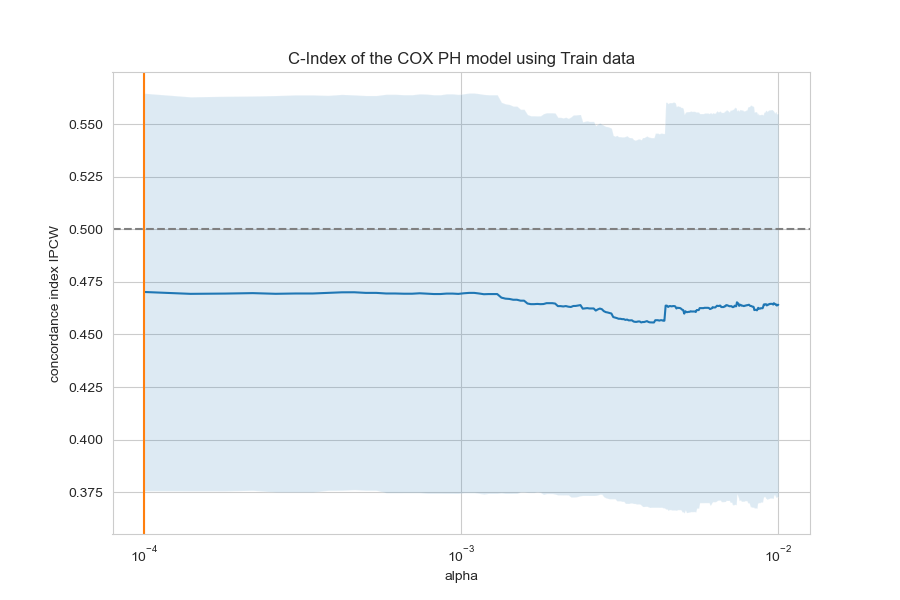 C-Index of the COX PH model using Train data
concordance index IPCW
0.550
0.525
0.500
0.475
0.450
0.425
0.400
0.375
10⁻⁴ 10⁻³ 10⁻²
alpha